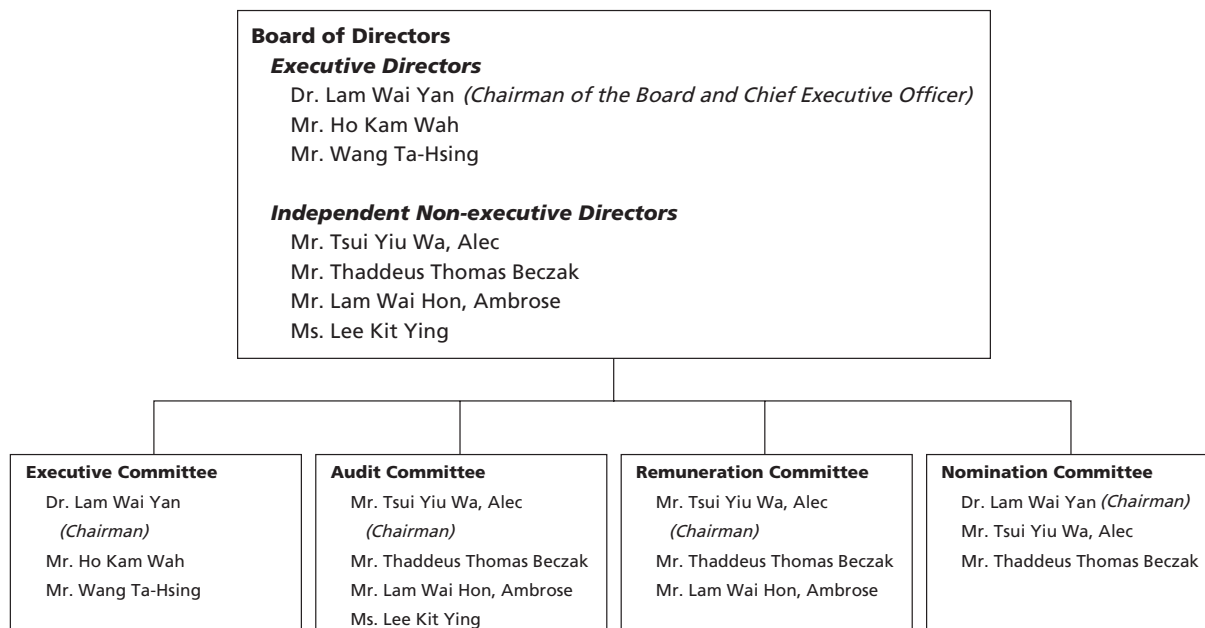 Board of Directors
Executive Directors
Dr. Lam Wai Yan (Chairman of the Board and Chief Executive Officer)
Mr. Ho Kam Wah
Mr. Wang Ta-Hsing
Independent Non-executive Directors
Mr. Tsui Yiu Wa, Alec
Mr. Thaddeus Thomas Beczak
Mr. Lam Wai Hon, Ambrose
Ms. Lee Kit Ying
Executive Committee
Dr. Lam Wai Yan
(Chairman)
Mr. Ho Kam Wah
Mr. Wang Ta-Hsing
Audit Committee
Mr. Tsui Yiu Wa, Alec
(Chairman)
Mr. Thaddeus Thomas Beczak
Mr. Lam Wai Hon, Ambrose
Ms. Lee Kit Ying
Remuneration Committee
Mr. Tsui Yiu Wa, Alec
(Chairman)
Mr. Thaddeus Thomas Beczak
Mr. Lam Wai Hon, Ambrose
Nomination Committee
Dr. Lam Wai Yan (Chairman)
Mr. Tsui Yiu Wa, Alec
Mr. Thaddeus Thomas Beczak